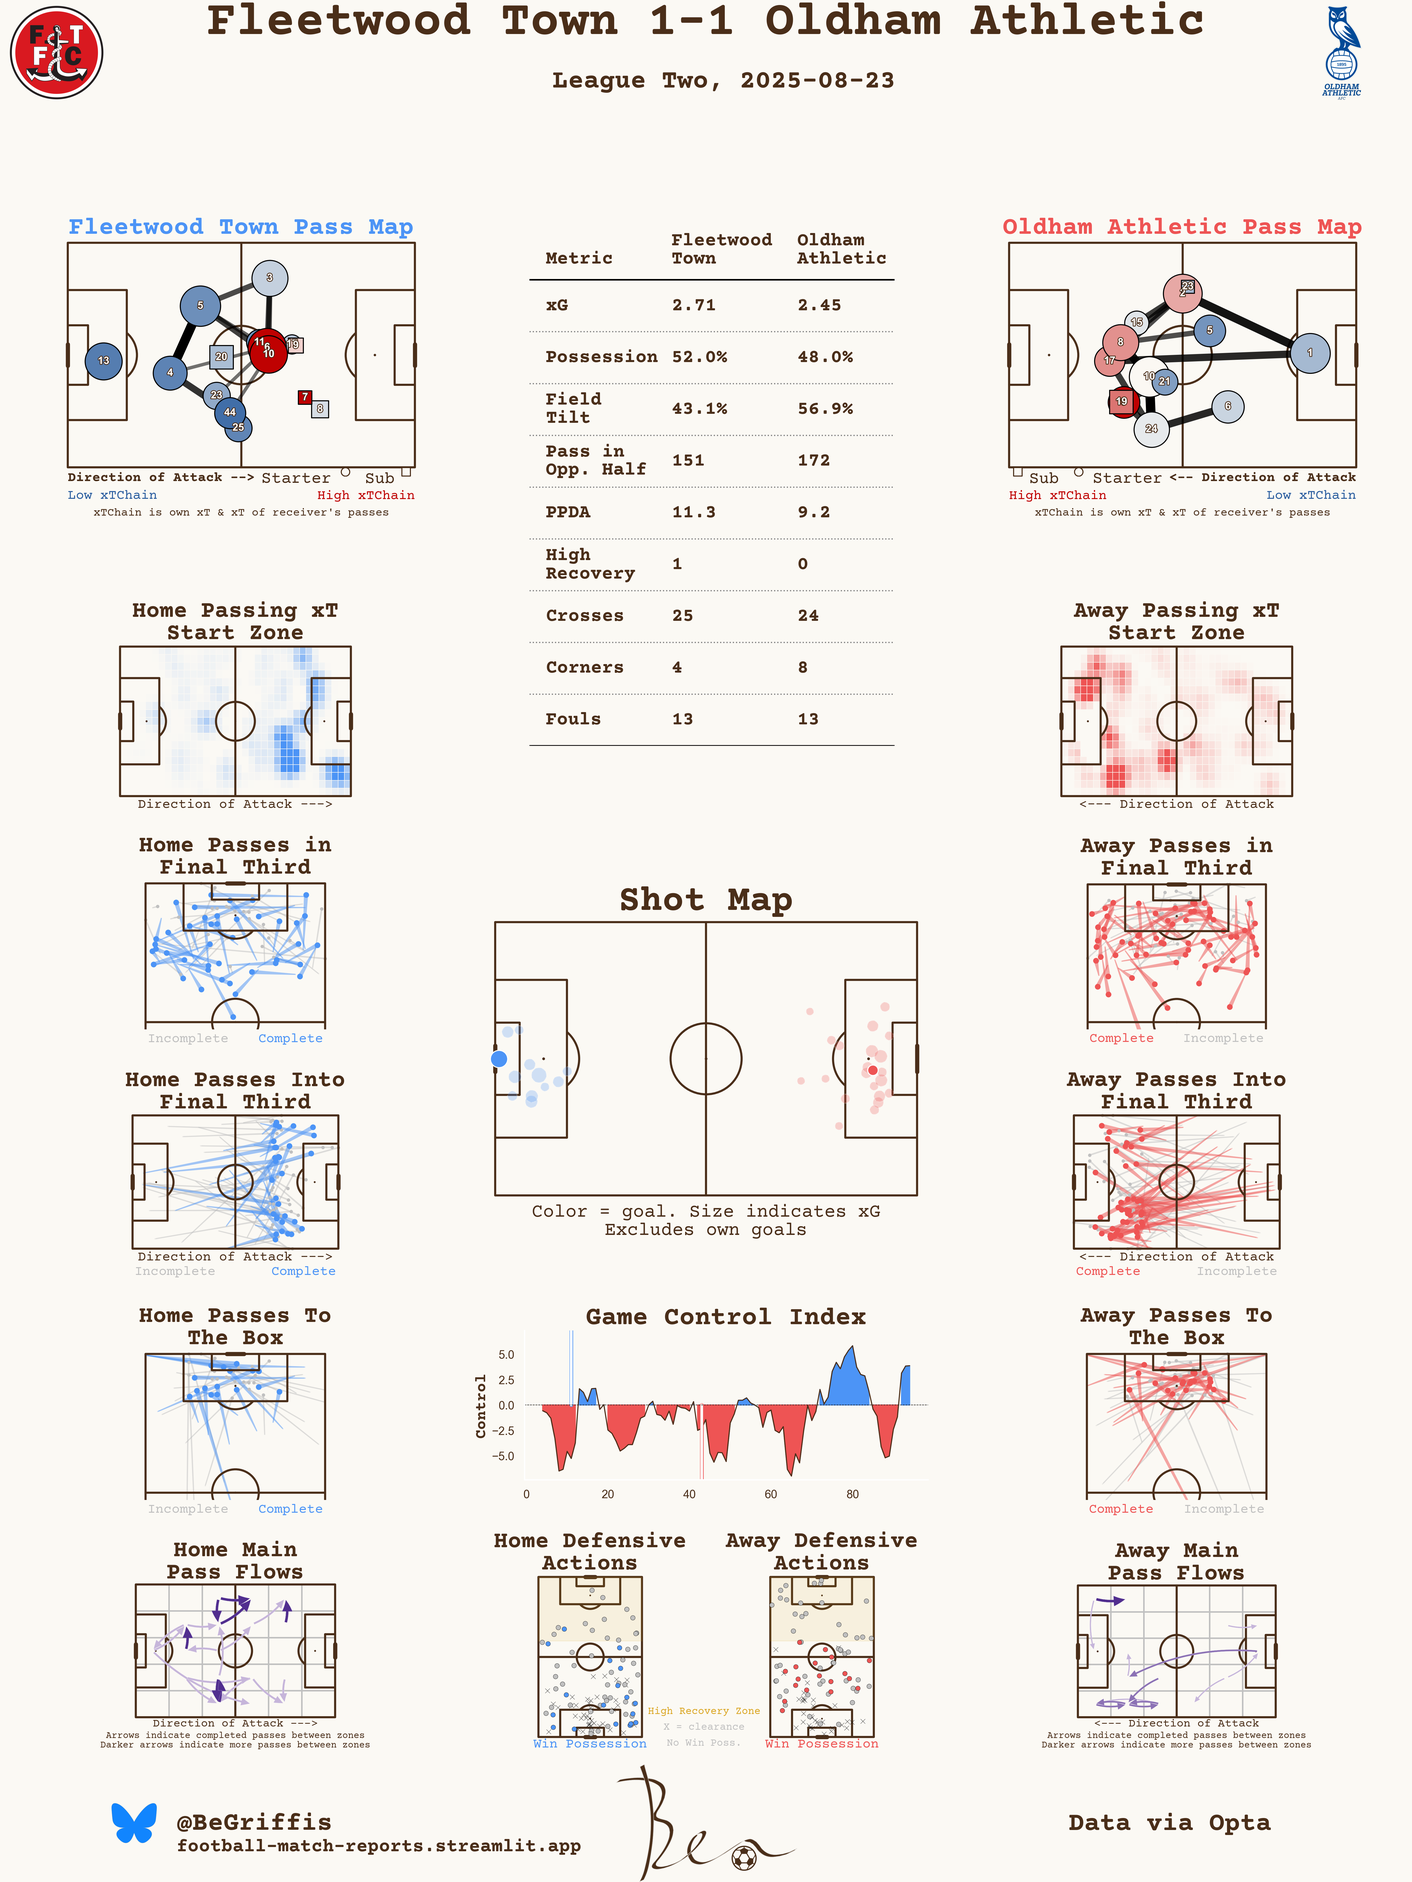 Fleetwood Town 1-1 Oldham Athletic
League Two, 2025-08-23
F T
F C
1895
OLDHAM
ATHLETIC
AFC
Fleetwood Town Pass Map
3
5
11
6
10
19
20
13
4
23
44
25
7
8
Direction of Attack --> Starter Sub
Low xTChain High xTChain
xTChain is own xT & xT of receiver's passes
Metric Fleetwood Town Oldham Athletic
xG 2.71 2.45
Possession 52.0% 48.0%
Field Tilt 43.1% 56.9%
Pass in Opp. Half 151 172
PPDA 11.3 9.2
High Recovery 1 0
Crosses 25 24
Corners 4 8
Fouls 13 13
Oldham Athletic Pass Map
23
2
15
5
8
17
1
10
21
19
6
24
Sub Starter <-- Direction of Attack
High xTChain Low xTChain
xTChain is own xT & xT of receiver's passes
Home Passing xT
Start Zone
Direction of Attack --->
Away Passing xT
Start Zone
<--- Direction of Attack
Home Passes in
Final Third
Incomplete Complete
Away Passes in
Final Third
Complete Incomplete
Shot Map
Color = goal. Size indicates xG
Excludes own goals
Home Passes Into
Final Third
Direction of Attack --->
Incomplete Complete
Away Passes Into
Final Third
<--- Direction of Attack
Complete Incomplete
Home Passes To
The Box
Incomplete Complete
Game Control Index
Control
5.0
2.5
0.0
−2.5
−5.0
0 20 40 60 80
Away Passes To
The Box
Complete Incomplete
Home Main
Pass Flows
Direction of Attack --->
Arrows indicate completed passes between zones
Darker arrows indicate more passes between zones
Home Defensive
Actions
Win Possession
High Recovery Zone
X = clearance
No Win Poss.
Away Defensive
Actions
Win Possession
Away Main
Pass Flows
<--- Direction of Attack
Arrows indicate completed passes between zones
Darker arrows indicate more passes between zones
@BeGriffis
football-match-reports.streamlit.app
Ben
Data via Opta